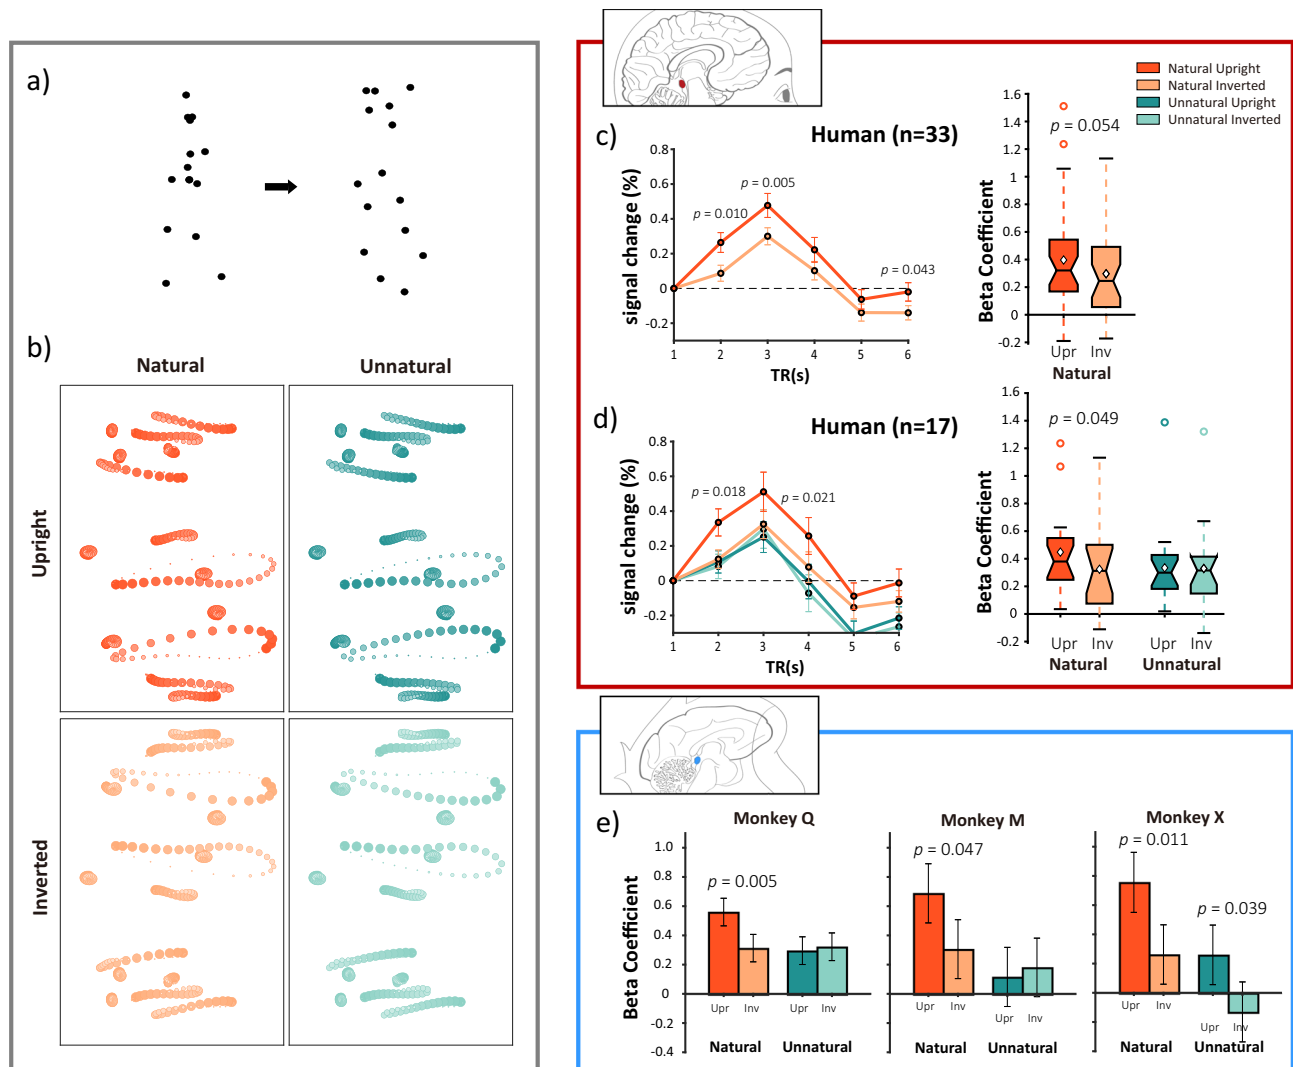 a)
b)
Natural
Unnatural
Upright
Inverted
Natural Upright
Natural Inverted
Unnatural Upright
Unnatural Inverted
c)
Human (n=33)
signal change (%)
0.8
0.6
0.4
0.2
0
-0.2
p = 0.010
p = 0.005
p = 0.043
1 2 3 4 5 6
TR(s)
Beta Coefficient
1.6
1.4
1.2
1
0.8
0.6
0.4
0.2
0
-0.2
p = 0.054
Upr Inv
Natural
d)
Human (n=17)
signal change (%)
0.8
0.6
0.4
0.2
0
-0.2
p = 0.018
p = 0.021
1 2 3 4 5 6
TR(s)
Beta Coefficient
1.6
1.4
1.2
1
0.8
0.6
0.4
0.2
0
-0.2
p = 0.049
Upr Inv Upr Inv
Natural Unnatural
e)
Monkey Q
Monkey M
Monkey X
Beta Coefficient
1.0
0.8
0.6
0.4
0.2
0
-0.2
-0.4
p = 0.005
Upr Inv Upr Inv
Natural Unnatural
p = 0.047
Upr Inv Upr Inv
Natural Unnatural
p = 0.011
p = 0.039
Upr Inv Upr Inv
Natural Unnatural